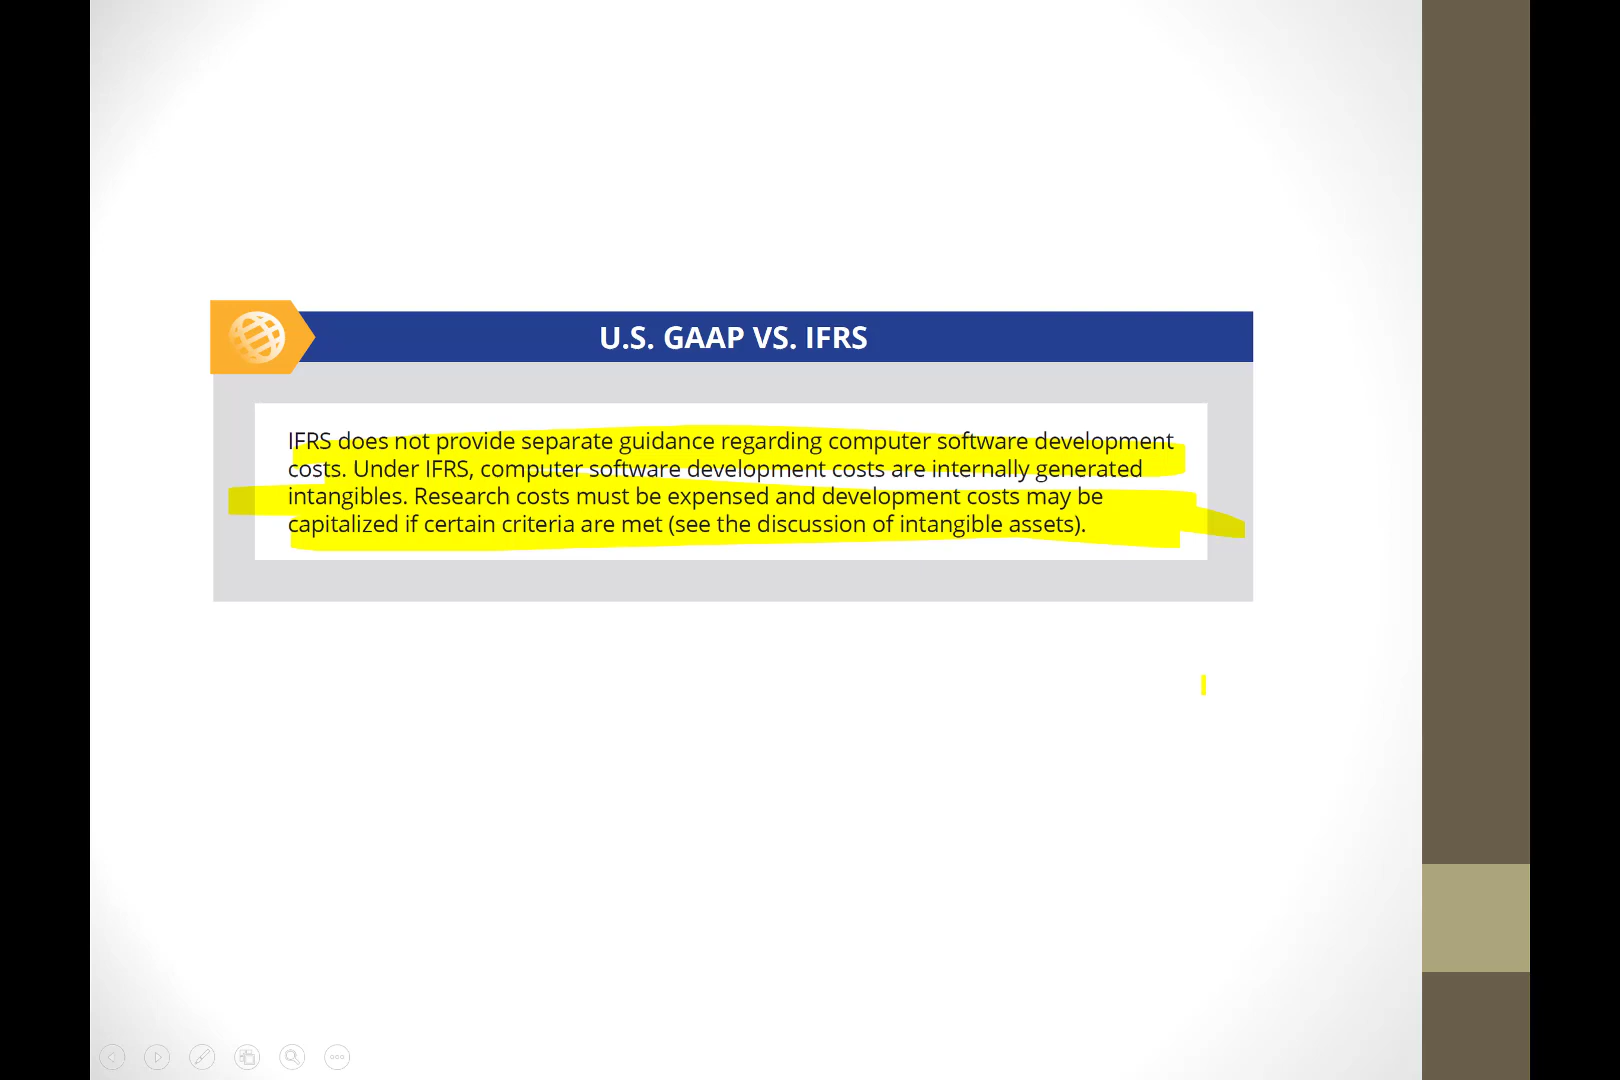 U.S. GAAP VS. IFRS
IFRS does not provide separate guidance regarding computer software development
costs. Under IFRS, computer software development costs are internally generated
intangibles. Research costs must be expensed and development costs may be
capitalized if certain criteria are met (see the discussion of intangible assets).